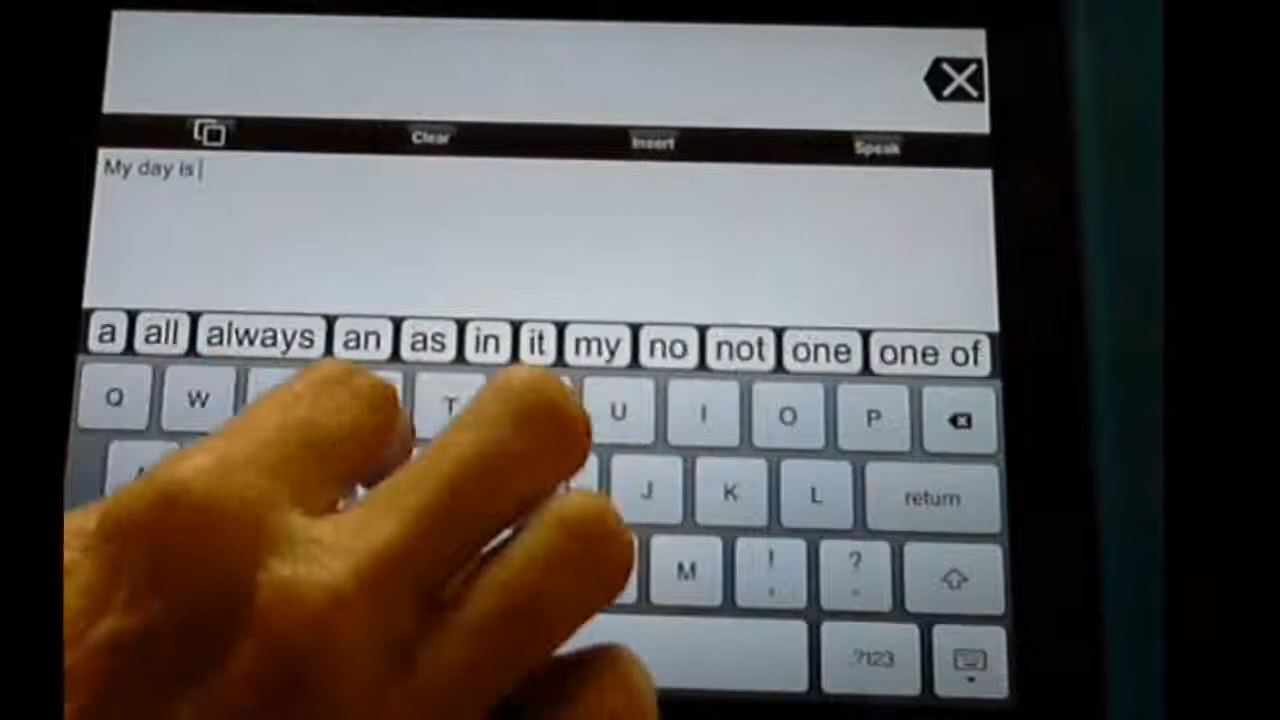 Clear Insert Speak
My day is
a all always an as in it my no not one one of
Q W T U I O P
J K L return
M ! , ? .
.?123